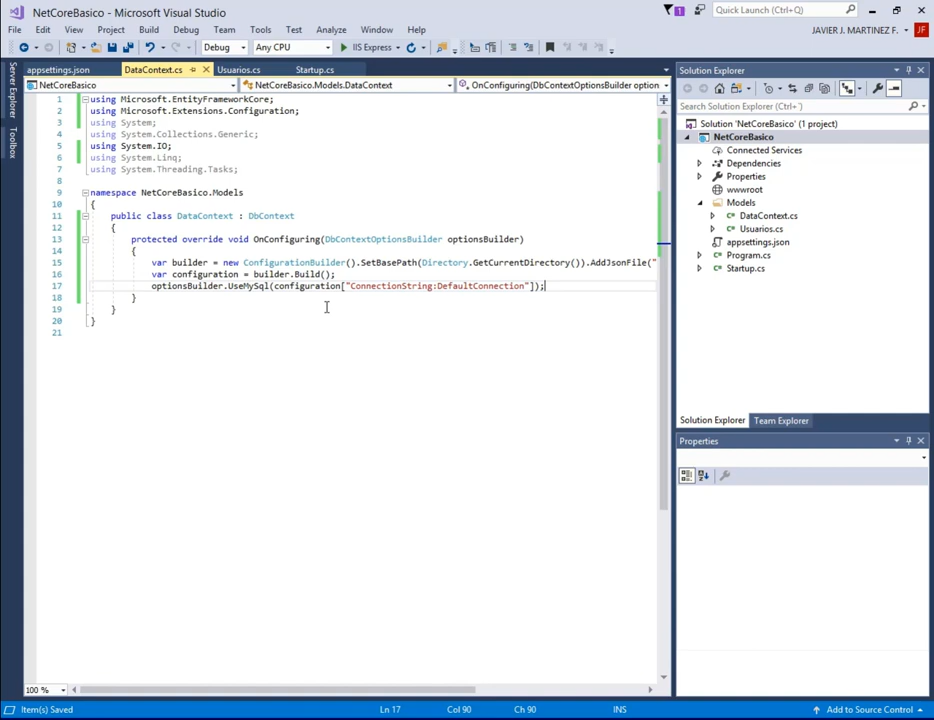 NetCoreBasico - Microsoft Visual Studio
1
Quick Launch (Ctrl+Q)
File Edit View Project Build Debug Team Tools Test Analyze Window Help
JAVIER J. MARTINEZ F.
JF
Debug Any CPU IIS Express
Server Explorer
Toolbox
appsettings.json DataContext.cs Usuarios.cs Startup.cs
NetCoreBasico NetCoreBasico.Models.DataContext OnConfiguring(DbContextOptionsBuilder option
1 using Microsoft.EntityFrameworkCore;
2 using Microsoft.Extensions.Configuration;
3 using System;
4 using System.Collections.Generic;
5 using System.IO;
6 using System.Linq;
7 using System.Threading.Tasks;
8
9 namespace NetCoreBasico.Models
10 {
11 public class DataContext : DbContext
12 {
13 protected override void OnConfiguring(DbContextOptionsBuilder optionsBuilder)
14 {
15 var builder = new ConfigurationBuilder().SetBasePath(Directory.GetCurrentDirectory()).AddJsonFile("
16 var configuration = builder.Build();
17 optionsBuilder.UseMySql(configuration["ConnectionString:DefaultConnection"]);
18 }
19 }
20 }
21
100 %
Solution Explorer
Search Solution Explorer (Ctrl+´)
Solution 'NetCoreBasico' (1 project)
NetCoreBasico
Connected Services
Dependencies
Properties
wwwroot
Models
DataContext.cs
Usuarios.cs
appsettings.json
Program.cs
Startup.cs
Solution Explorer Team Explorer
Properties
Item(s) Saved Ln 17 Col 90 Ch 90 INS Add to Source Control